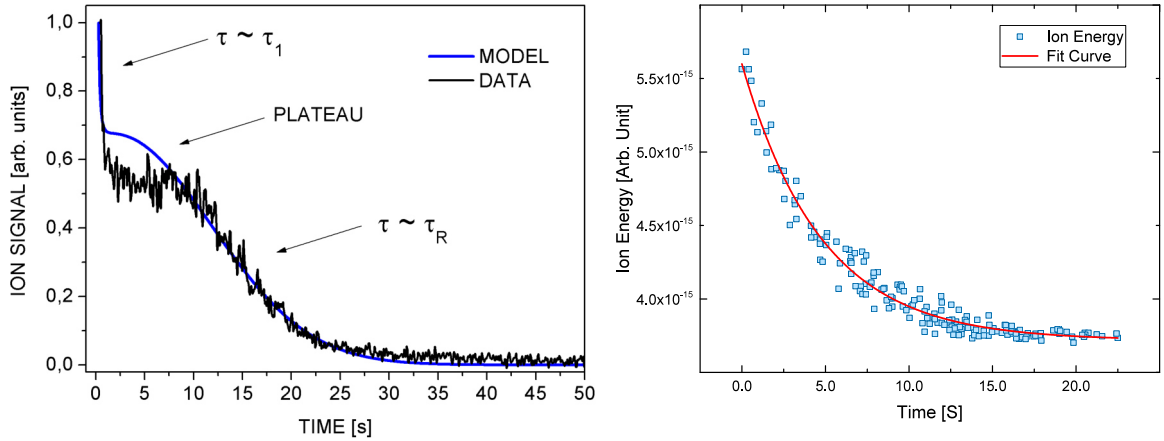 ION SIGNAL [arb. units]
1,0
0,8
0,6
0,4
0,2
0,0
τ ~ τ1
MODEL
DATA
PLATEAU
τ ~ τR
0 5 10 15 20 25 30 35 40 45 50
TIME [s]
Ion Energy [Arb. Unit]
Ion Energy
Fit Curve
5.5x10-15
5.0x10-15
4.5x10-15
4.0x10-15
0.0 5.0 10.0 15.0 20.0
Time [S]